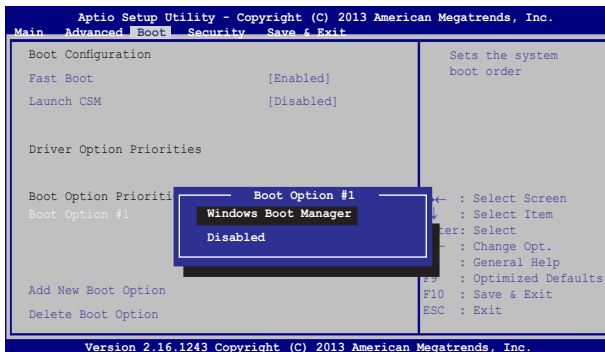 Aptio Setup Utility - Copyright (C) 2013 American Megatrends, Inc.
Main Advanced Boot Security Save & Exit
Boot Configuration
Fast Boot [Enabled]
Launch CSM [Disabled]
Driver Option Priorities
Boot Option Prioriti
Boot Option #1
Add New Boot Option
Delete Boot Option
Boot Option #1
Windows Boot Manager
Disabled
Sets the system
boot order
→← : Select Screen
: Select Item
ter: Select
— : Change Opt.
: General Help
F9 : Optimized Defaults
F10 : Save & Exit
ESC : Exit
Version 2.16.1243 Copyright (C) 2013 American Megatrends, Inc.